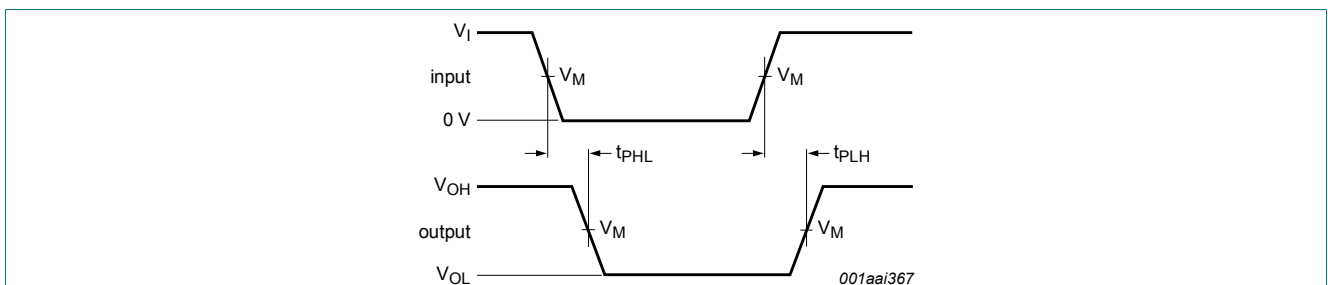 V_I
input V_M V_M
0 V
t_PHL t_PLH
V_OH
output V_M V_M
V_OL
001aai367